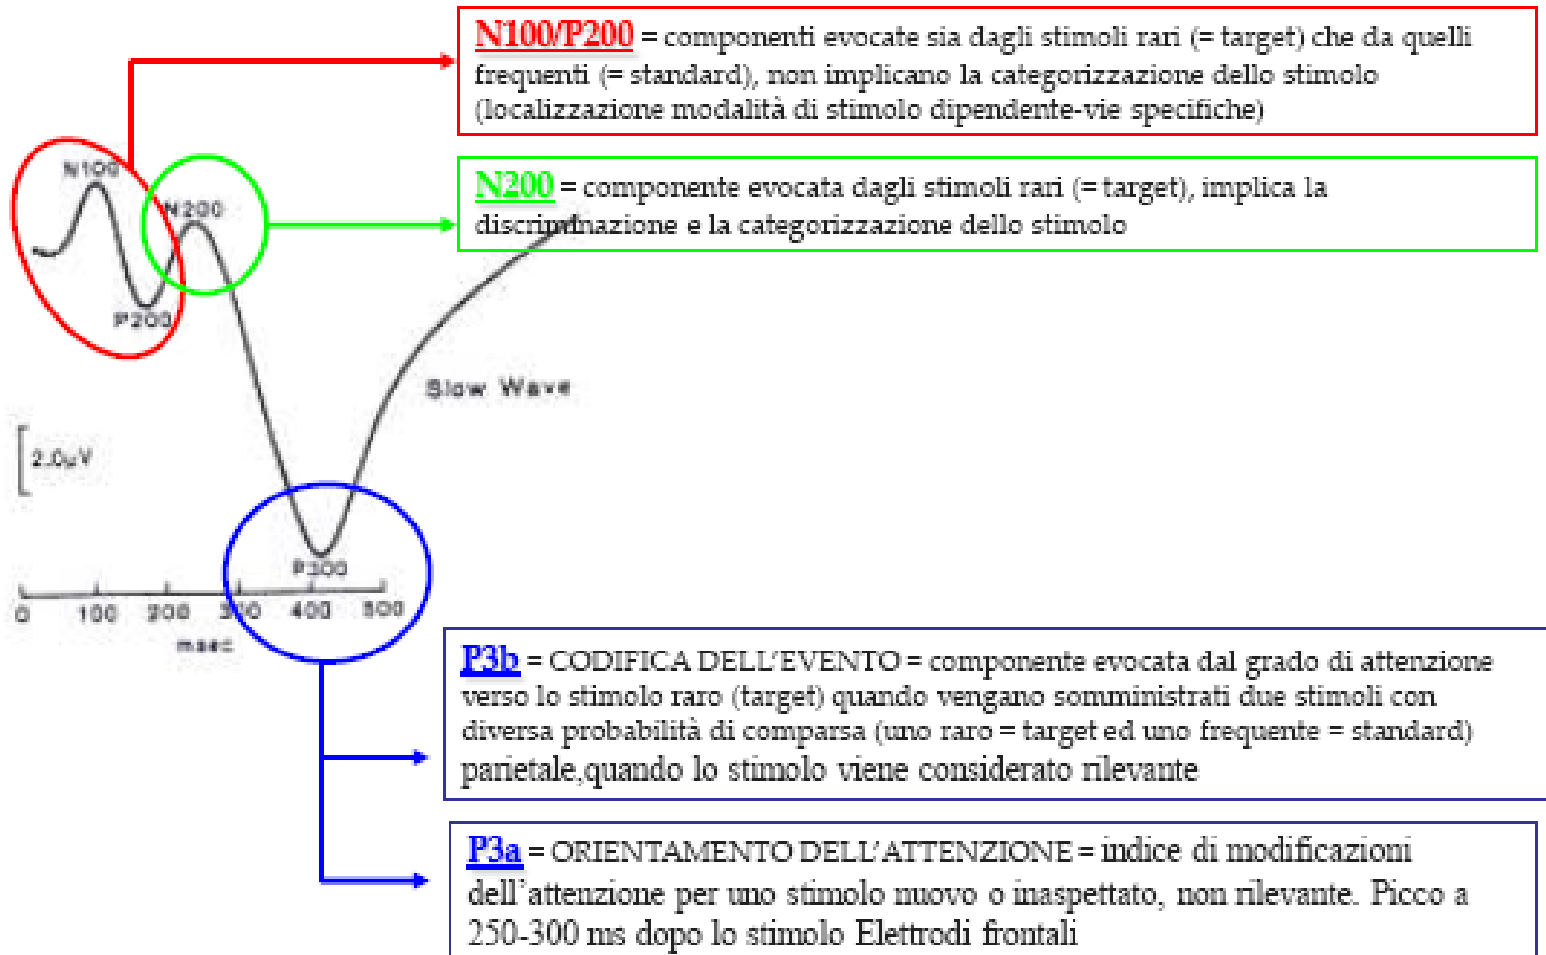 N100/P200 = componenti evocate sia dagli stimoli rari (= target) che da quelli
frequenti (= standard), non implicano la categorizzazione dello stimolo
(localizzazione modalità di stimolo dipendente-vie specifiche)
N100
N200
P200
N200 = componente evocata dagli stimoli rari (= target), implica la
discriminazione e la categorizzazione dello stimolo
Slow Wave
2.0µV
P300
0 100 200 300 400 500
msec
P3b = CODIFICA DELL'EVENTO = componente evocata dal grado di attenzione
verso lo stimolo raro (target) quando vengano somministrati due stimoli con
diversa probabilità di comparsa (uno raro = target ed uno frequente = standard)
parietale,quando lo stimolo viene considerato rilevante
P3a = ORIENTAMENTO DELL'ATTENZIONE = indice di modificazioni
dell'attenzione per uno stimolo nuovo o inaspettato, non rilevante. Picco a
250-300 ms dopo lo stimolo Elettrodi frontali